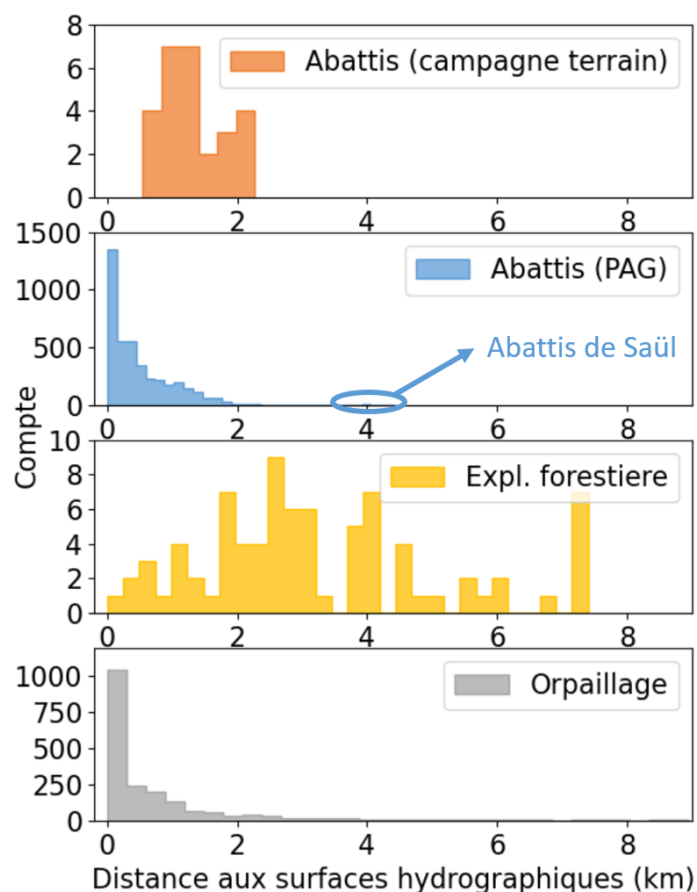 8
6
4
2
0
Abattis (campagne terrain)
0 2 4 6 8
1500
1000
500
0
Abattis (PAG)
Abattis de Saül
0 2 4 6 8
Compte
10
8
6
4
2
0
Expl. forestiere
0 2 4 6 8
1000
750
500
250
0
Orpaillage
0 2 4 6 8
Distance aux surfaces hydrographiques (km)